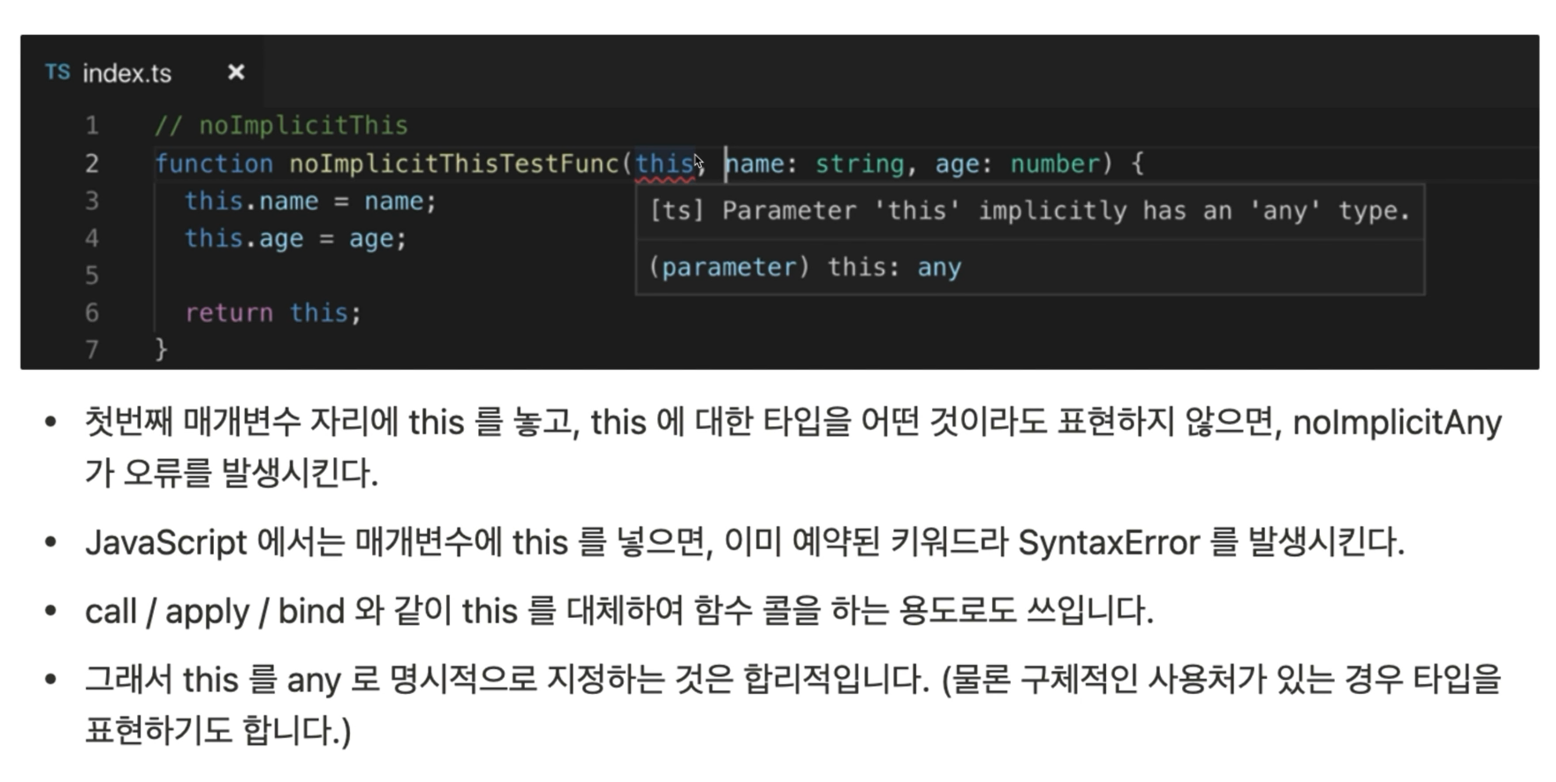 TS index.ts ×
1 // noImplicitThis
2 function noImplicitThisTestFunc(this, name: string, age: number) {
3 this.name = name;
[ts] Parameter 'this' implicitly has an 'any' type.
4 this.age = age;
5
(parameter) this: any
6 return this;
7 }
• 첫번째 매개변수 자리에 this 를 놓고, this 에 대한 타입을 어떤 것이라도 표현하지 않으면, noImplicitAny
가 오류를 발생시킨다.
• JavaScript 에서는 매개변수에 this 를 넣으면, 이미 예약된 키워드라 SyntaxError 를 발생시킨다.
• call / apply / bind 와 같이 this 를 대체하여 함수 콜을 하는 용도로도 쓰입니다.
• 그래서 this 를 any 로 명시적으로 지정하는 것은 합리적입니다. (물론 구체적인 사용처가 있는 경우 타입을
표현하기도 합니다.)